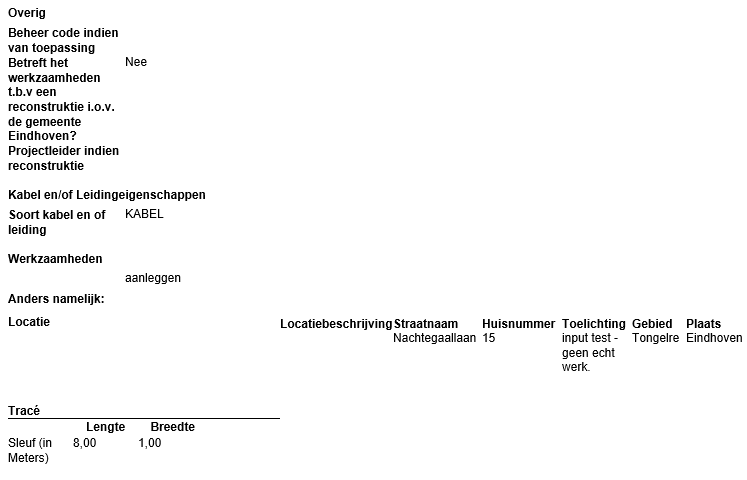 Overig
Beheer code indien
van toepassing
Betreft het Nee
werkzaamheden
t.b.v een
reconstruktie i.o.v.
de gemeente
Eindhoven?
Projectleider indien
reconstruktie
Kabel en/of Leidingeigenschappen
Soort kabel en of KABEL
leiding
Werkzaamheden
aanleggen
Anders namelijk:
Locatie
Locatiebeschrijving Straatnaam Huisnummer Toelichting Gebied Plaats
Nachtegaallaan 15 input test - Tongelre Eindhoven
geen echt
werk.
Tracé
Lengte Breedte
Sleuf (in 8,00 1,00
Meters)